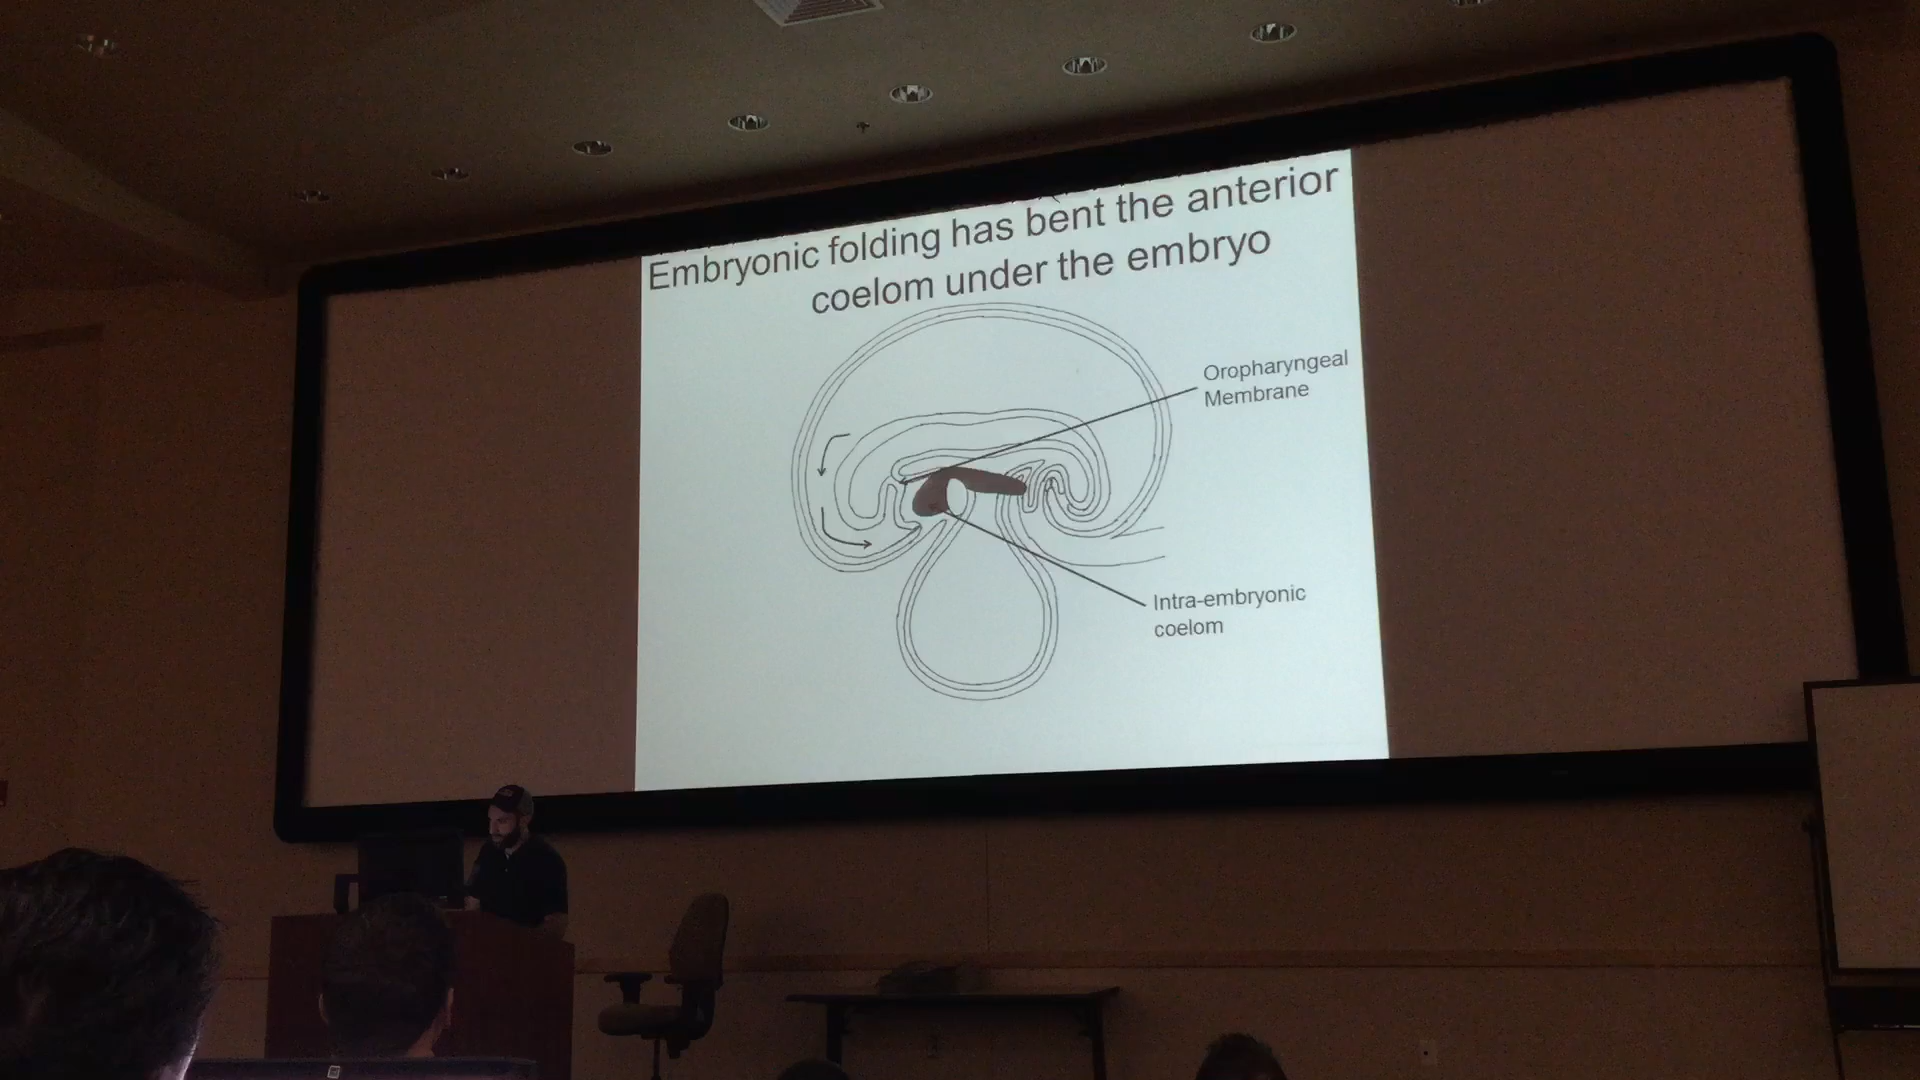 Embryonic folding has bent the anterior
coelom under the embryo
Oropharyngeal
Membrane
Intra-embryonic
coelom